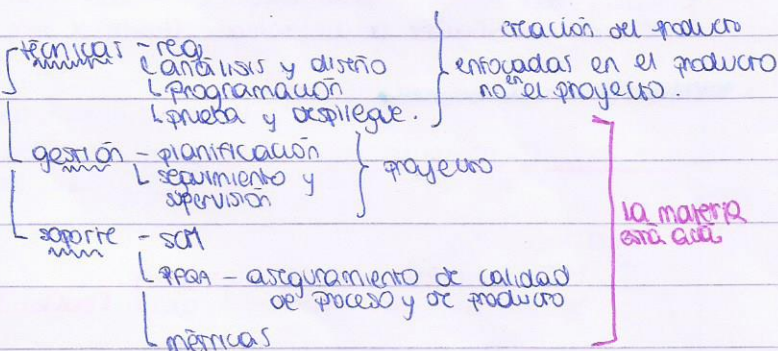 técnicas - req
análisis y diseño
programación
prueba y despliegue.
creación del producto
enfocadas en el producto
no en el proyecto.
gestión - planificación
seguimiento y
supervisión
proyecto
soporte - SCM
PPQA - aseguramiento de calidad
de proceso y de producto
métricas
la materia
está acá